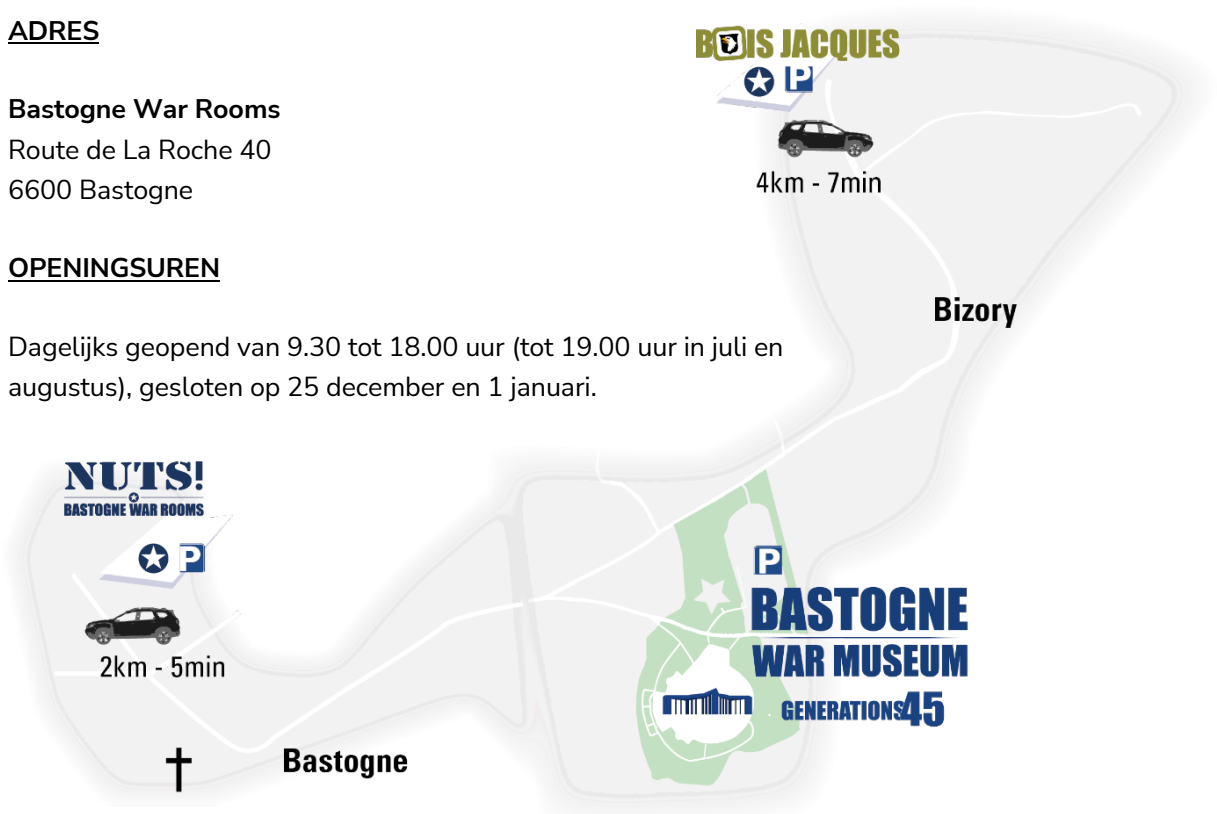 ADRES
Bastogne War Rooms
Route de La Roche 40
6600 Bastogne
OPENINGSUREN
Dagelijks geopend van 9.30 tot 18.00 uur (tot 19.00 uur in juli en
augustus), gesloten op 25 december en 1 januari.
BOIS JACQUES
P
4km - 7min
Bizory
NUTS!
BASTOGNE WAR ROOMS
P
2km - 5min
Bastogne
P
BASTOGNE
WAR MUSEUM
GENERATIONS45